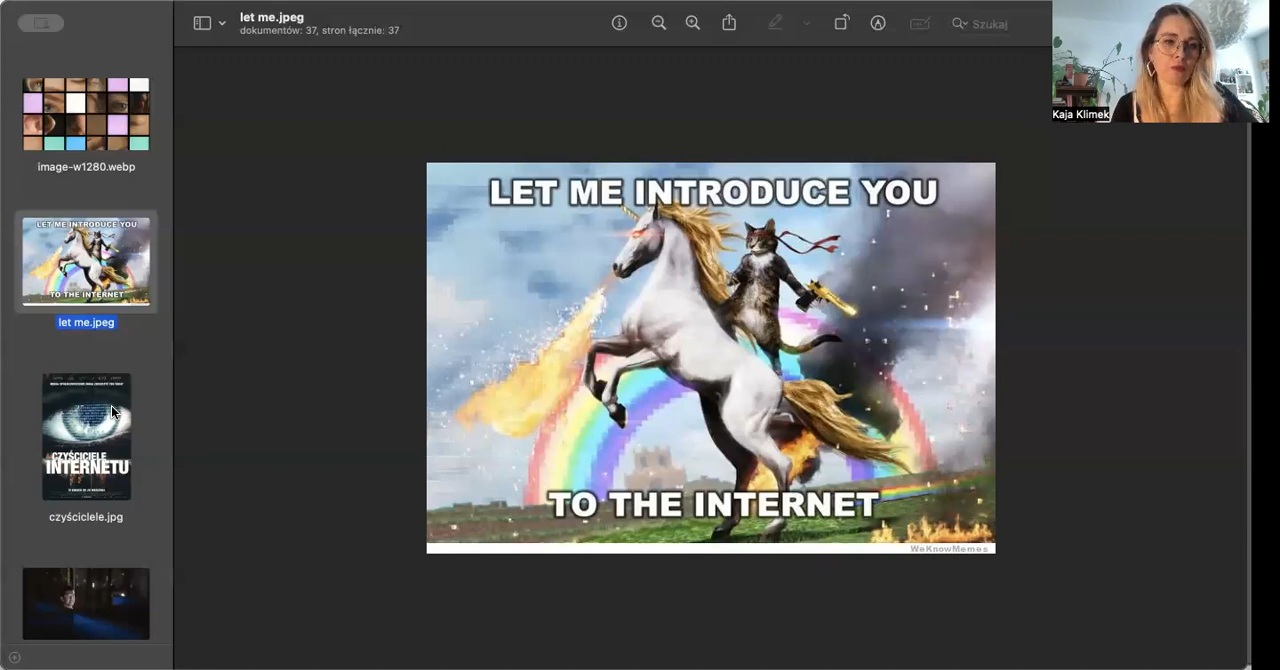 let me.jpeg
dokumentów: 37, stron łącznie: 37
Szukaj
Kaja Klimek
image-w1280.webp
LET ME INTRODUCE YOU
TO THE INTERNET
let me.jpeg
CZYŚCICIELE
INTERNETU
czyściclele.jpg
LET ME INTRODUCE YOU
TO THE INTERNET
WeKnowMemes